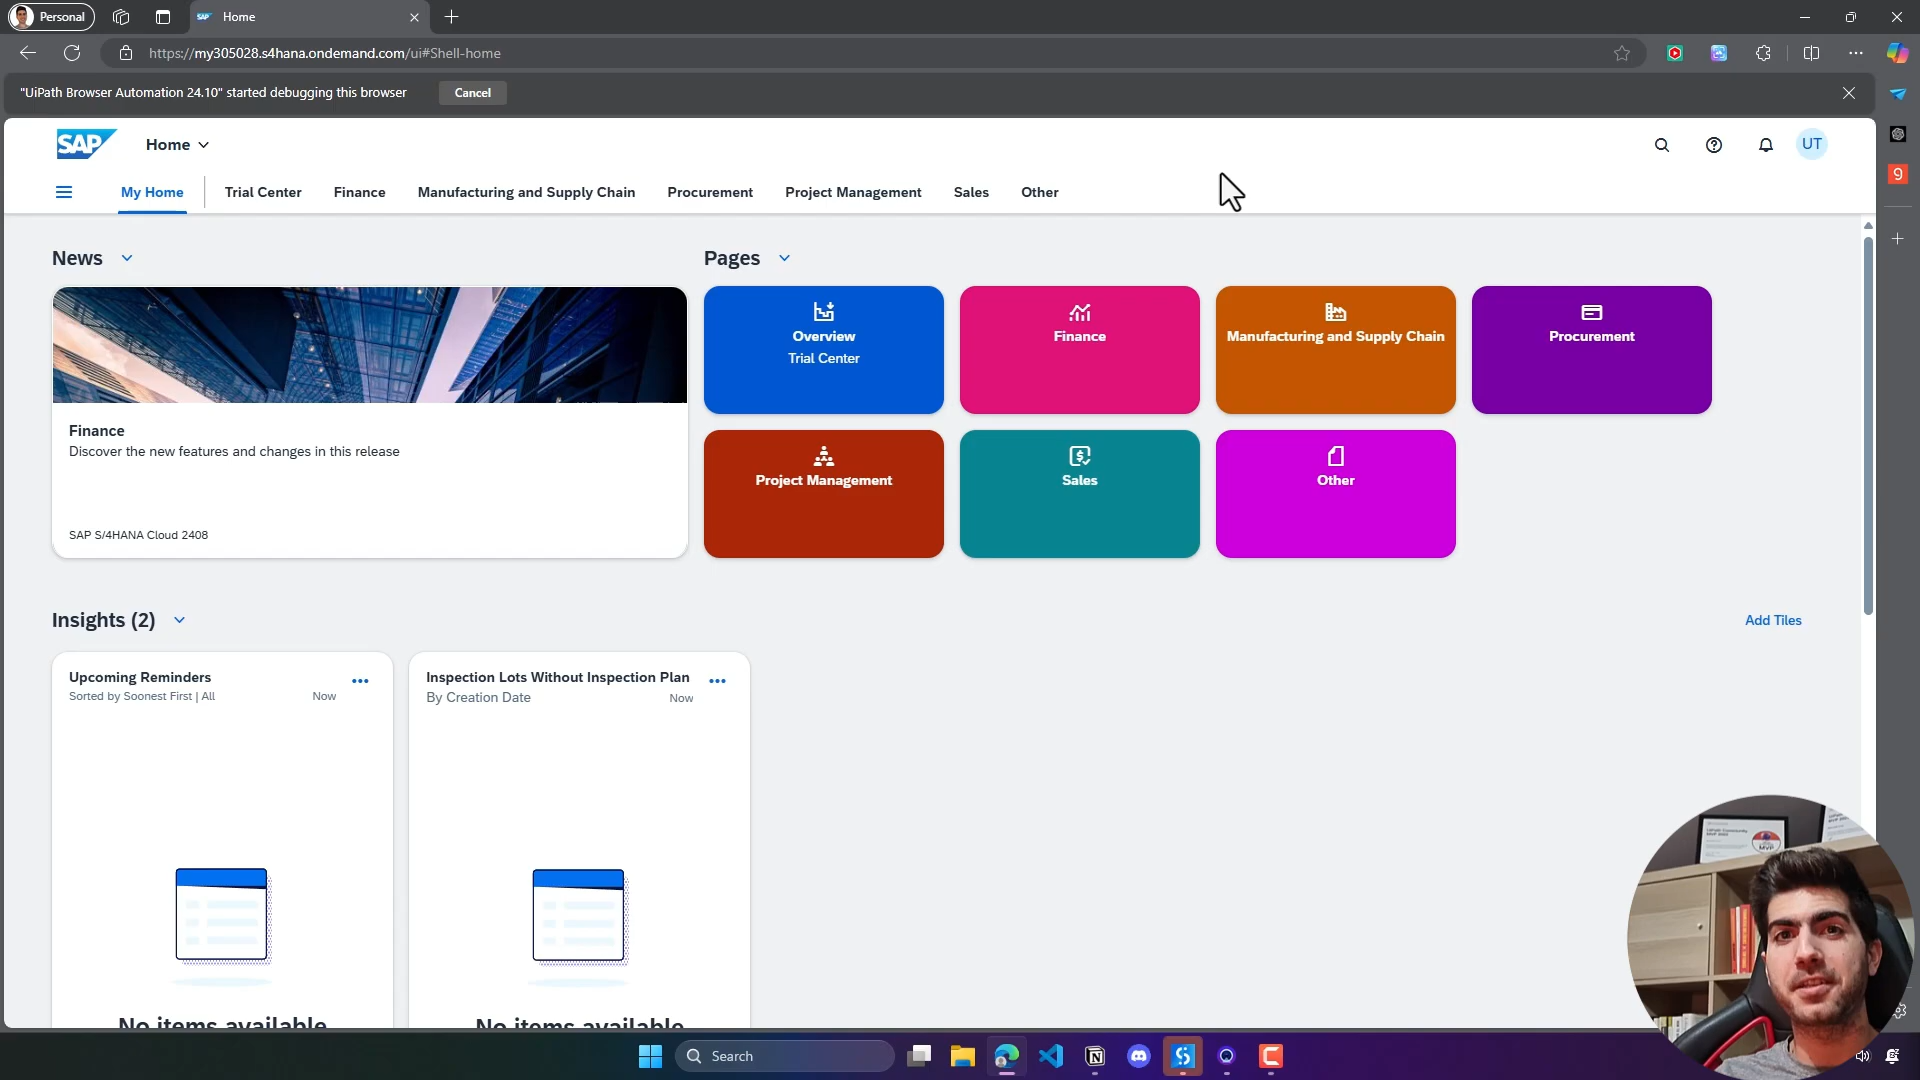 Personal
SAP Home
https://my305028.s4hana.ondemand.com/ui#Shell-home
"UiPath Browser Automation 24.10" started debugging this browser
Cancel
SAP
Home
UT
9
My Home
Trial Center
Finance
Manufacturing and Supply Chain
Procurement
Project Management
Sales
Other
News
Pages
Finance
Discover the new features and changes in this release
SAP S/4HANA Cloud 2408
Overview
Trial Center
Finance
Manufacturing and Supply Chain
Procurement
Project Management
Sales
Other
Insights (2)
Add Tiles
Upcoming Reminders
Sorted by Soonest First | All
Now
No items available
Inspection Lots Without Inspection Plan
By Creation Date
Now
No items available
MVP
Search